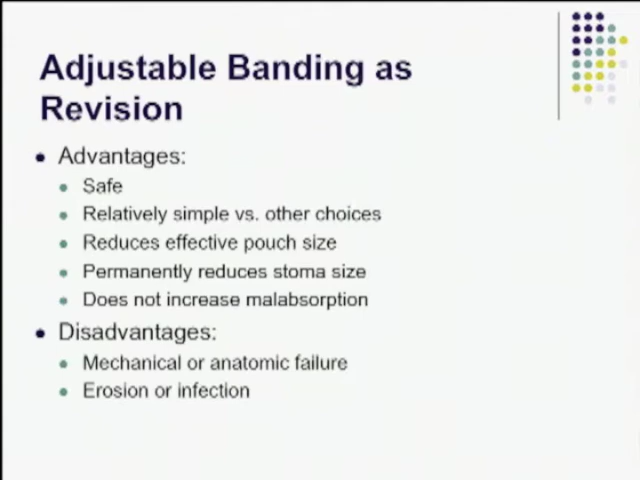 Adjustable Banding as
Revision
Advantages:
Safe
Relatively simple vs. other choices
Reduces effective pouch size
Permanently reduces stoma size
Does not increase malabsorption
Disadvantages:
Mechanical or anatomic failure
Erosion or infection